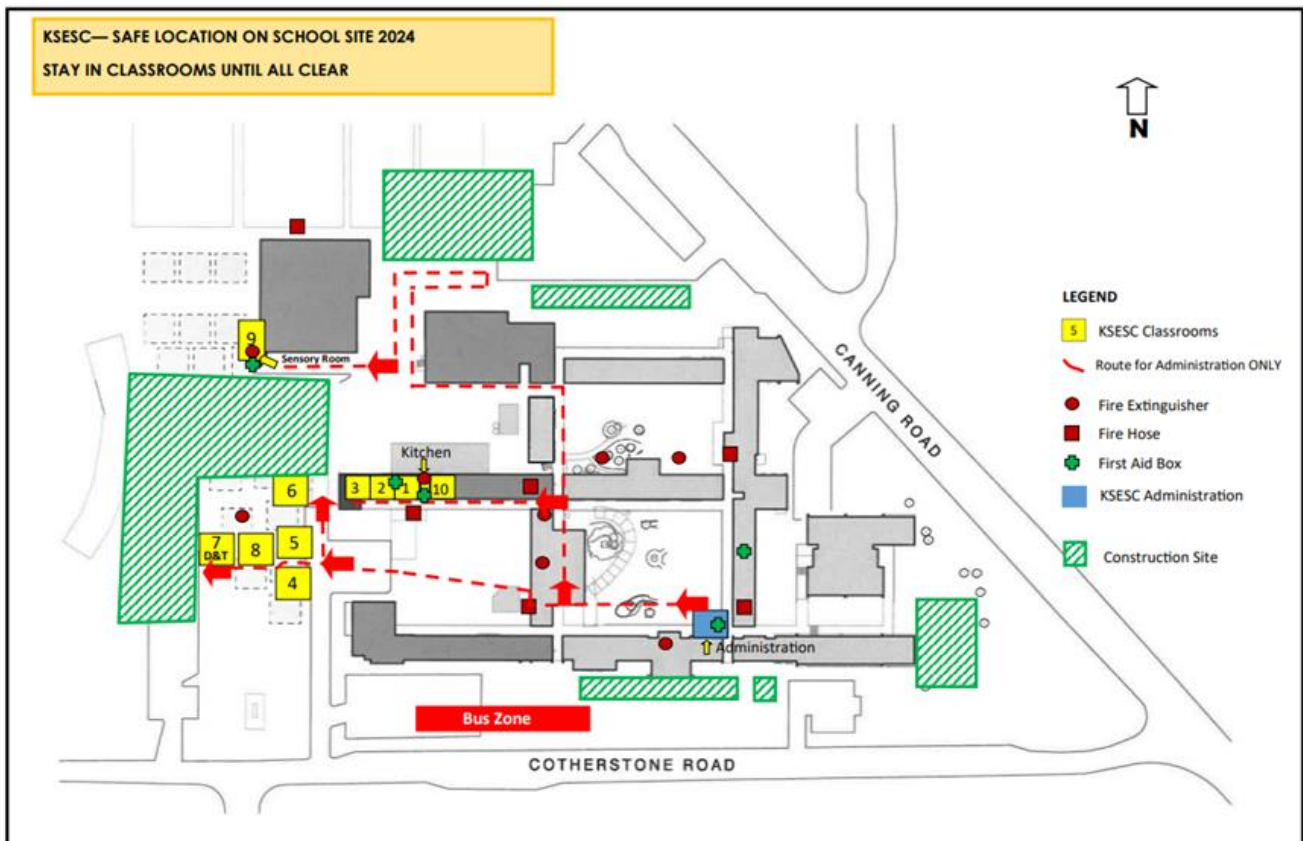 KSESC— SAFE LOCATION ON SCHOOL SITE 2024
STAY IN CLASSROOMS UNTIL ALL CLEAR
N
9
Sensory Room
CANNING ROAD
LEGEND
5 KSESC Classrooms
Route for Administration ONLY
Fire Extinguisher
Fire Hose
First Aid Box
KSESC Administration
Construction Site
Kitchen
3 2 1 10
6
7
D&T
8
5
4
Administration
Bus Zone
COTHERSTONE ROAD